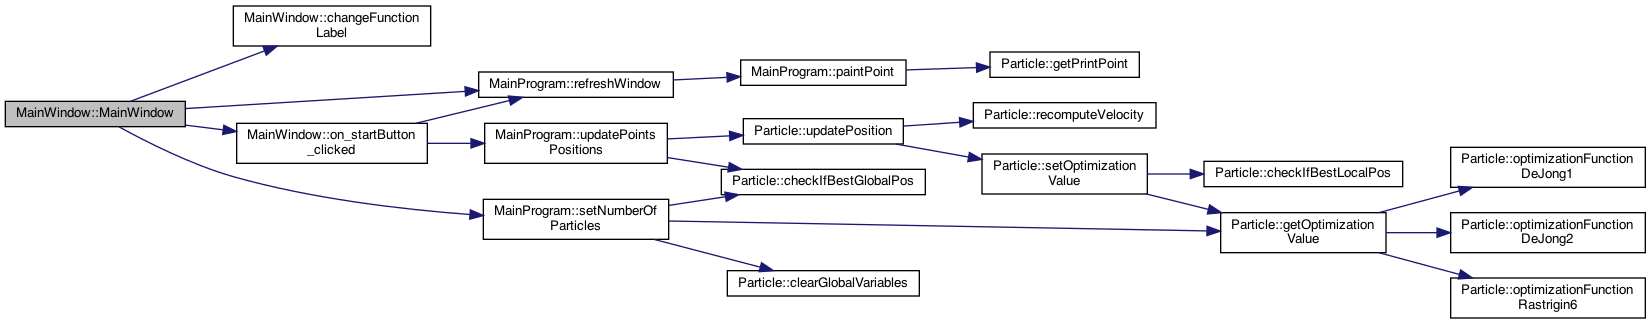 MainWindow::MainWindow
MainWindow::changeFunction
Label
MainProgram::refreshWindow
MainWindow::on_startButton
_clicked
MainProgram::setNumberOf
Particles
MainProgram::updatePoints
Positions
MainProgram::paintPoint
Particle::getPrintPoint
Particle::updatePosition
Particle::checkIfBestGlobalPos
Particle::clearGlobalVariables
Particle::recomputeVelocity
Particle::setOptimization
Value
Particle::checkIfBestLocalPos
Particle::getOptimization
Value
Particle::optimizationFunction
DeJong1
Particle::optimizationFunction
DeJong2
Particle::optimizationFunction
Rastrigin6